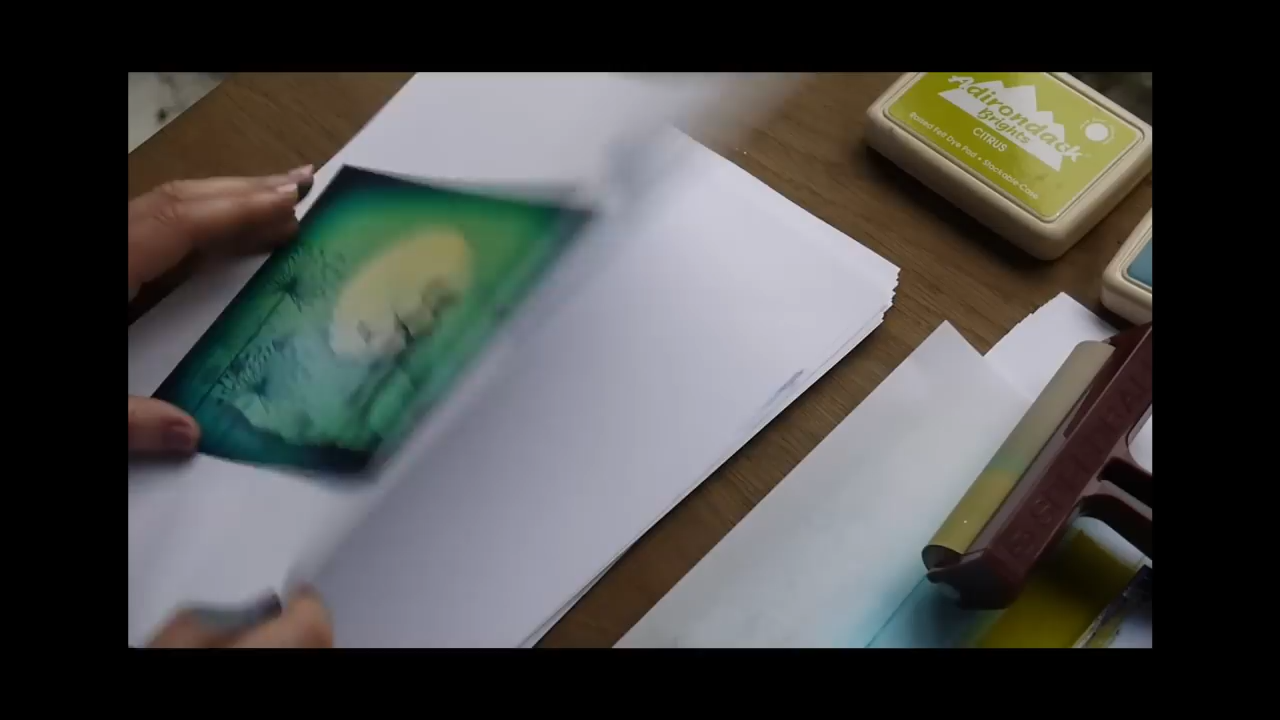 Adirondack
Brights
CITRUS
Raised Felt Dye Pad • Stackable Case